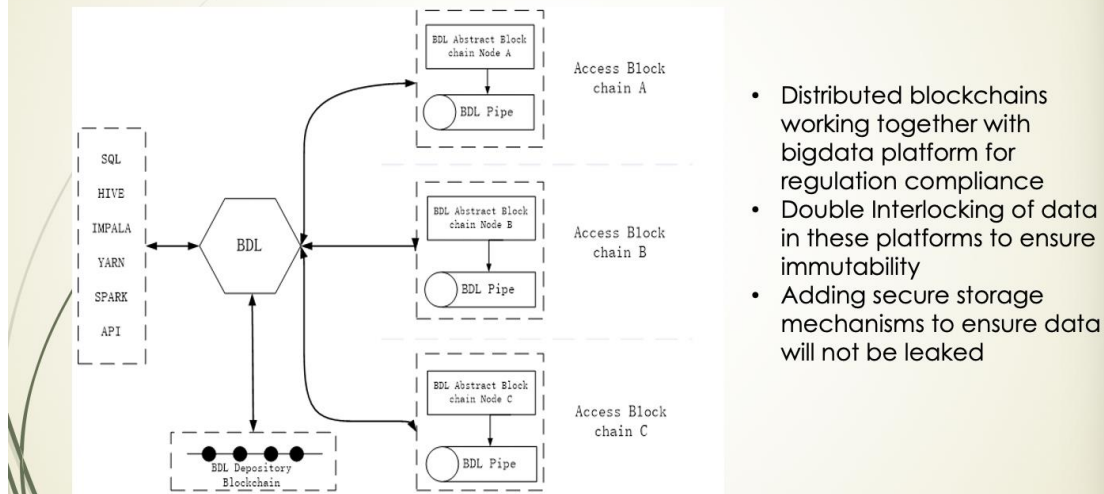 SQL
HIVE
IMPALA
YARN
SPARK
API
BDL
BDL Depository
Blockchain
BDL Abstract Block
chain Node A
BDL Pipe
Access Block
chain A
BDL Abstract Block
chain Node B
BDL Pipe
Access Block
chain B
BDL Abstract Block
chain Node C
BDL Pipe
Access Block
chain C
• Distributed blockchains
working together with
bigdata platform for
regulation compliance
• Double Interlocking of data
in these platforms to ensure
immutability
• Adding secure storage
mechanisms to ensure data
will not be leaked